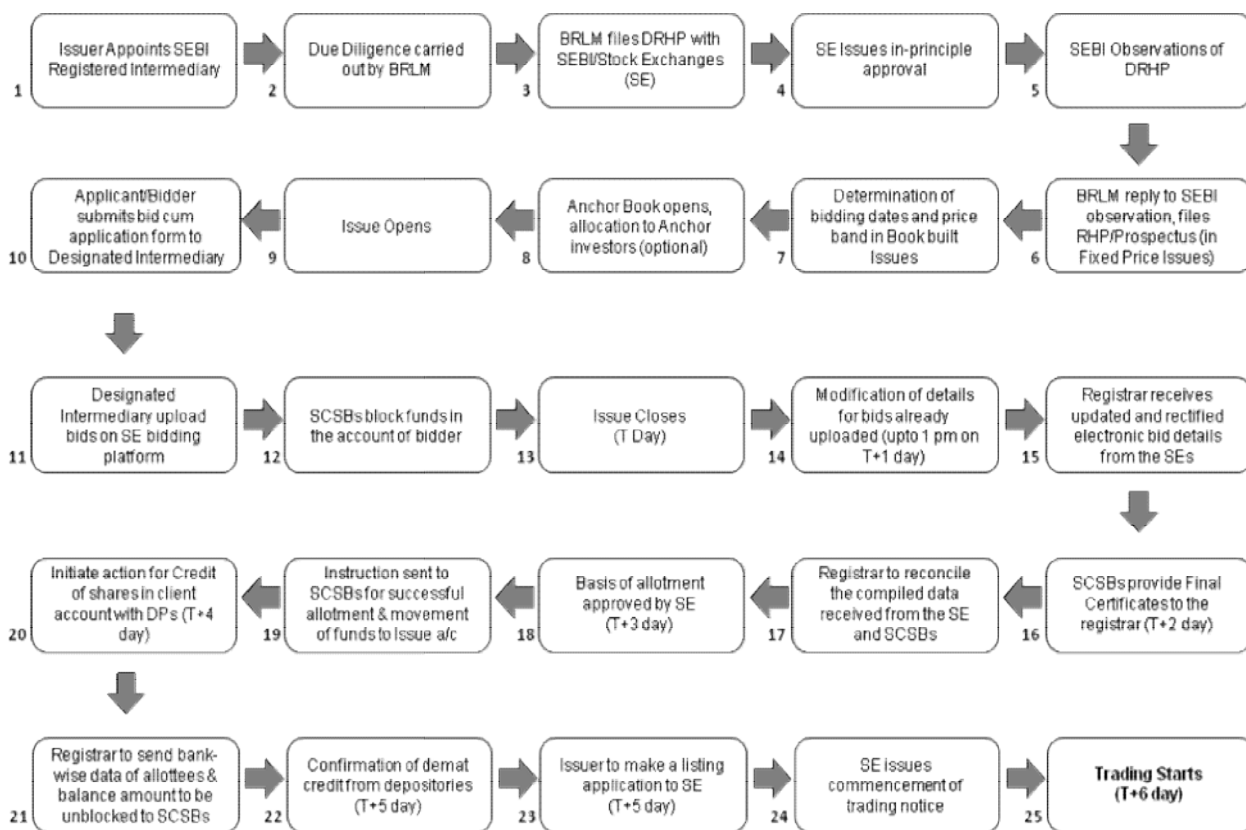 Issuer Appoints SEBI
Registered Intermediary
1
Due Diligence carried
out by BRLM
2
BRLM files DRHP with
SEBI/Stock Exchanges
(SE)
3
SE Issues in-principle
approval
4
SEBI Observations of
DRHP
5
BRLM reply to SEBI
observation, files
RHP/Prospectus (in
Fixed Price Issues)
6
Determination of
bidding dates and price
band in Book built
Issues
7
Anchor Book opens,
allocation to Anchor
investors (optional)
8
Issue Opens
9
Applicant/Bidder
submits bid cum
application form to
Designated Intermediary
10
Designated
Intermediary upload
bids on SE bidding
platform
11
SCSBs block funds in
the account of bidder
12
Issue Closes
(T Day)
13
Modification of details
for bids already
uploaded (upto 1 pm on
T+1 day)
14
Registrar receives
updated and rectified
electronic bid details
from the SEs
15
SCSBs provide Final
Certificates to the
registrar (T+2 day)
16
Registrar to reconcile
the compiled data
received from the SE
and SCSBs
17
Basis of allotment
approved by SE
(T+3 day)
18
Instruction sent to
SCSBs for successful
allotment & movement
of funds to Issue a/c
19
Initiate action for Credit
of shares in client
account with DPs (T+4
day)
20
Registrar to send bank-
wise data of allottees &
balance amount to be
unblocked to SCSBs
21
Confirmation of demat
credit from depositories
(T+5 day)
22
Issuer to make a listing
application to SE
(T+5 day)
23
SE issues
commencement of
trading notice
24
Trading Starts
(T+6 day)
25